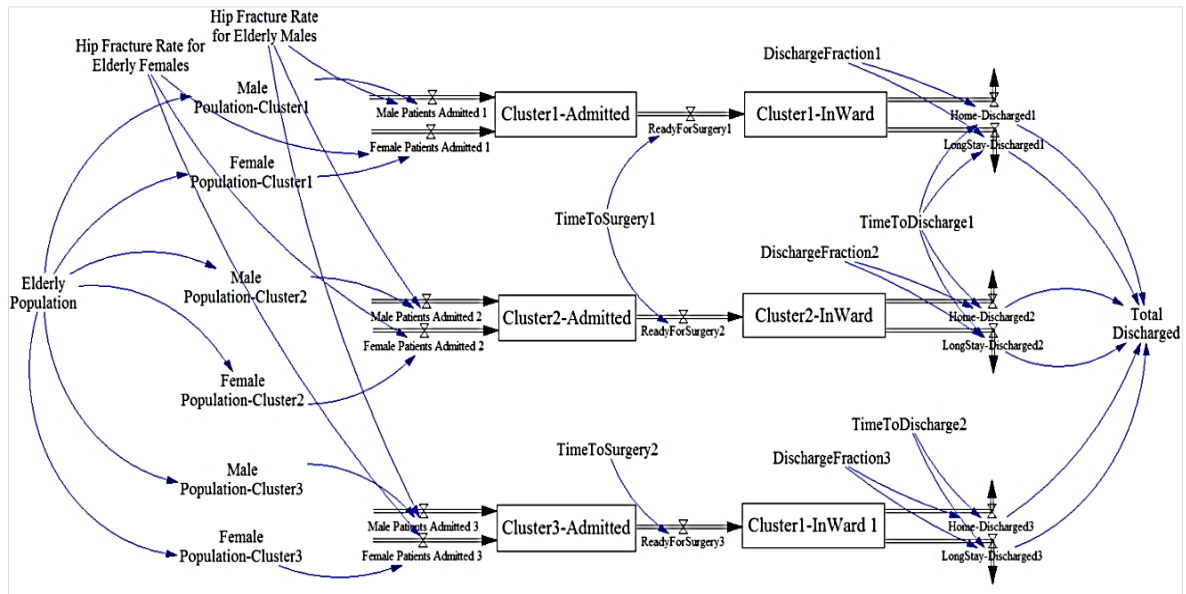 Hip Fracture Rate
for Elderly Males
Hip Fracture Rate for
Elderly Females
DischargeFraction1
Male
Poulation-Cluster1
Male Patients Admitted 1
Cluster1-Admitted
ReadyForSurgery1
Cluster1-InWard
Home-Discharged1
Female Patients Admitted 1
LongStay-Discharged1
Female
Population-Cluster1
TimeToSurgery1
TimeToDischarge1
DischargeFraction2
Elderly
Population
Male
Population-Cluster2
Male Patients Admitted 2
Cluster2-Admitted
ReadyForSurgery2
Cluster2-InWard
Home-Discharged2
Female Patients Admitted 2
LongStay-Discharged2
Total
Discharged
Female
Population-Cluster2
TimeToDischarge2
TimeToSurgery2
DischargeFraction3
Male
Population-Cluster3
Male Patients Admitted 3
Cluster3-Admitted
ReadyForSurgery3
Cluster1-InWard 1
Home-Discharged3
Female Patients Admitted 3
LongStay-Discharged3
Female
Population-Cluster3